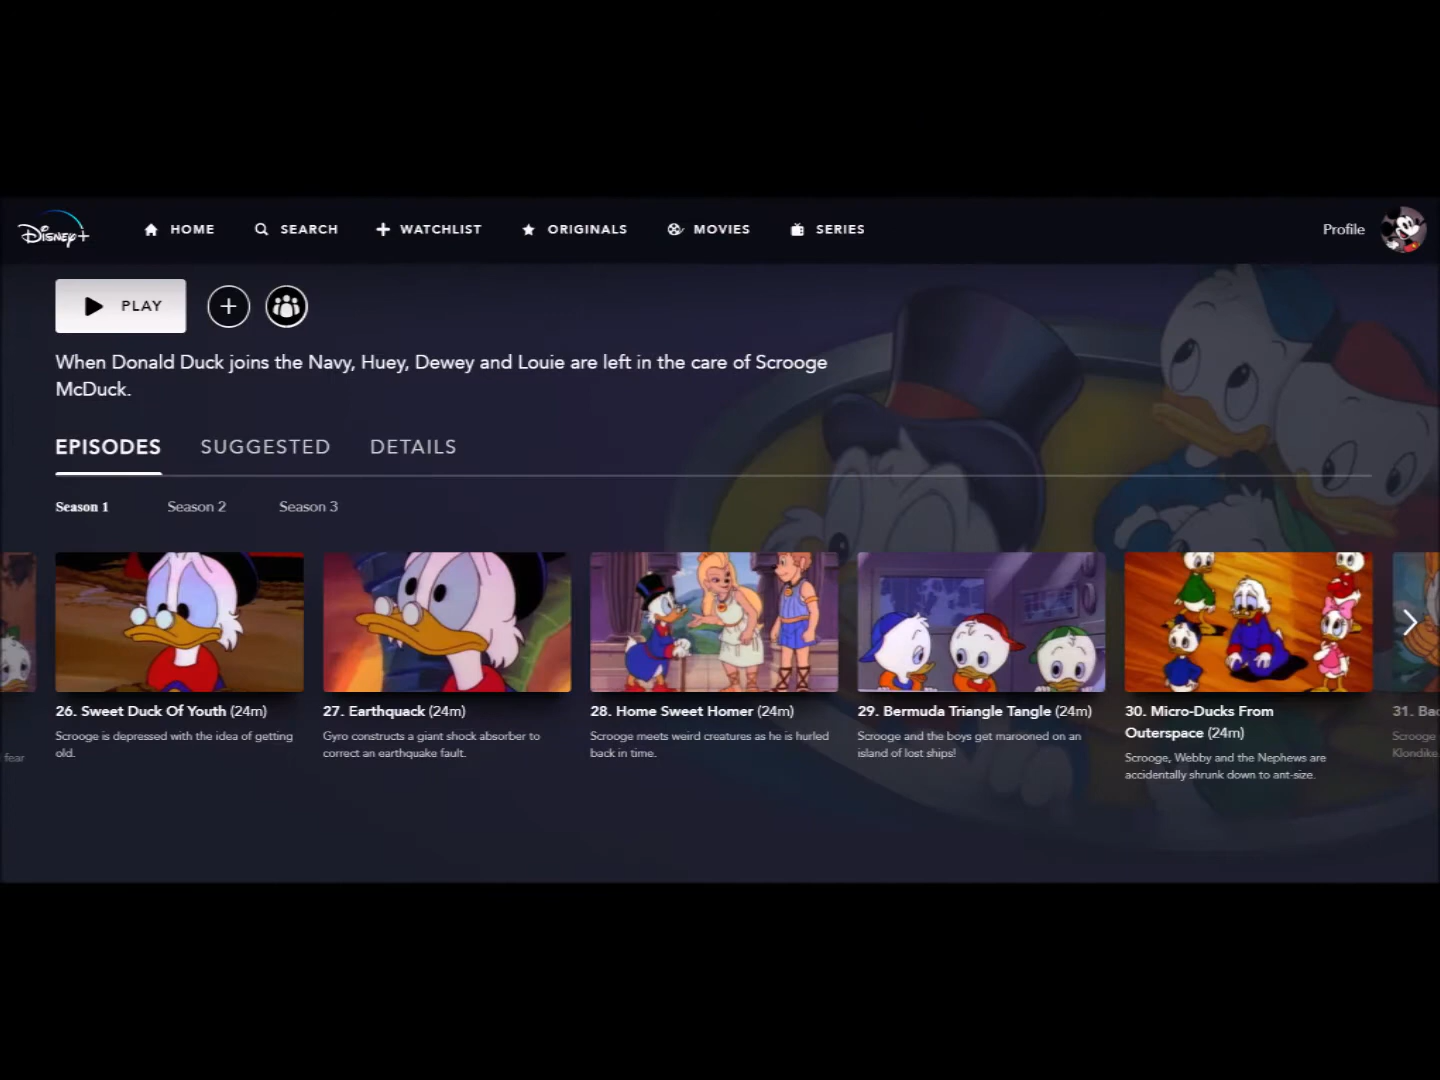 Disney+ HOME SEARCH WATCHLIST ORIGINALS MOVIES SERIES Profile
PLAY
When Donald Duck joins the Navy, Huey, Dewey and Louie are left in the care of Scrooge
McDuck.
EPISODES SUGGESTED DETAILS
Season 1 Season 2 Season 3
26. Sweet Duck Of Youth (24m)
Scrooge is depressed with the idea of getting
old.
27. Earthquack (24m)
Gyro constructs a giant shock absorber to
correct an earthquake fault.
28. Home Sweet Homer (24m)
Scrooge meets weird creatures as he is hurled
back in time.
29. Bermuda Triangle Tangle (24m)
Scrooge and the boys get marooned on an
island of lost ships!
30. Micro-Ducks From
Outerspace (24m)
Scrooge, Webby and the Nephews are
accidentally shrunk down to ant-size.
31. Bac
Scrooge
Klondike
fear